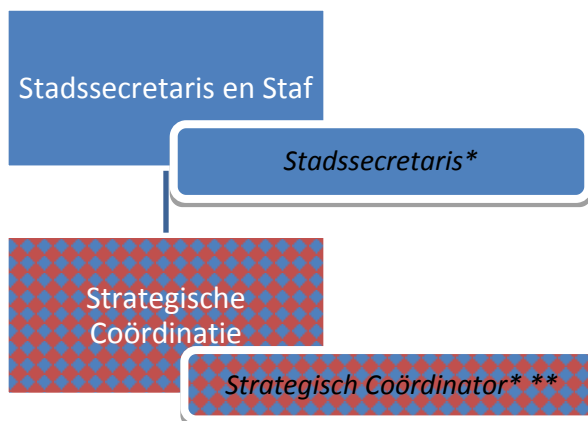 Stadssecretaris en Staf
Stadssecretaris*
Strategische
Coördinatie
Strategisch Coördinator* **